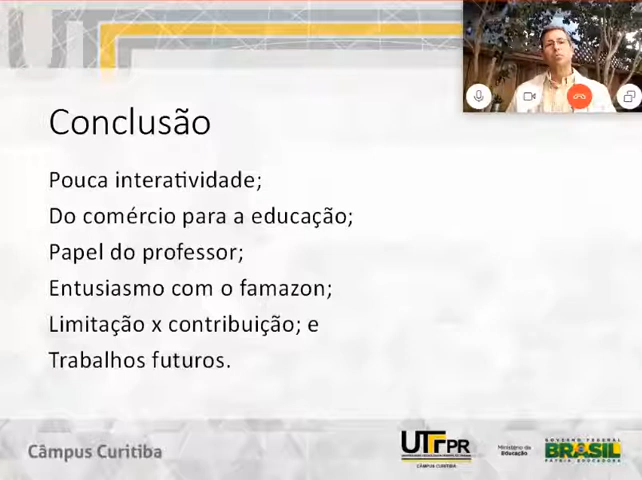 Conclusão
Pouca interatividade;
Do comércio para a educação;
Papel do professor;
Entusiasmo com o famazon;
Limitação x contribuição; e
Trabalhos futuros.
Câmpus Curitiba
UTFPR
CÂMPUS CURITIBA
Ministério da
Educação
GOVERNO FEDERAL
BRASIL
PÁTRIA EDUCADORA